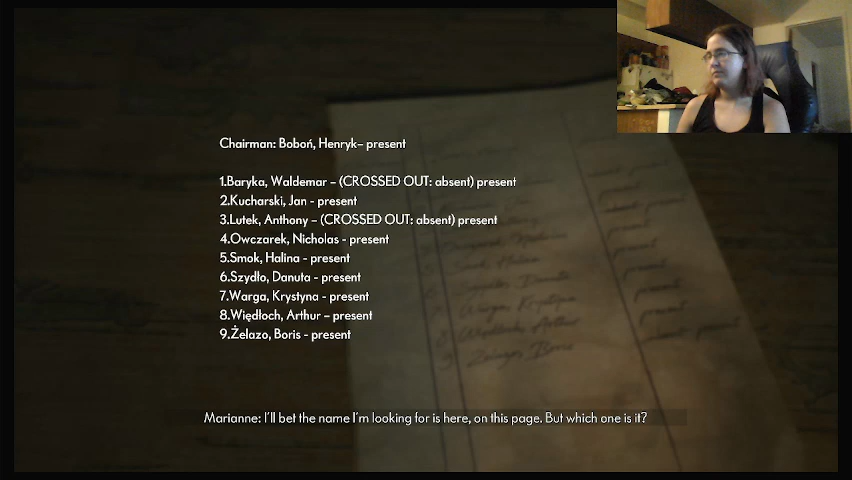 Chairman: Boboń, Henryk– present
1.Baryka, Waldemar – (CROSSED OUT: absent) present
2.Kucharski, Jan - present
3.Lutek, Anthony – (CROSSED OUT: absent) present
4.Owczarek, Nicholas - present
5.Smok, Halina - present
6.Szydło, Danuta - present
7.Warga, Krystyna - present
8.Więdłoch, Arthur – present
9.Żelazo, Boris - present
Marianne: I'll bet the name I'm looking for is here, on this page. But which one is it?